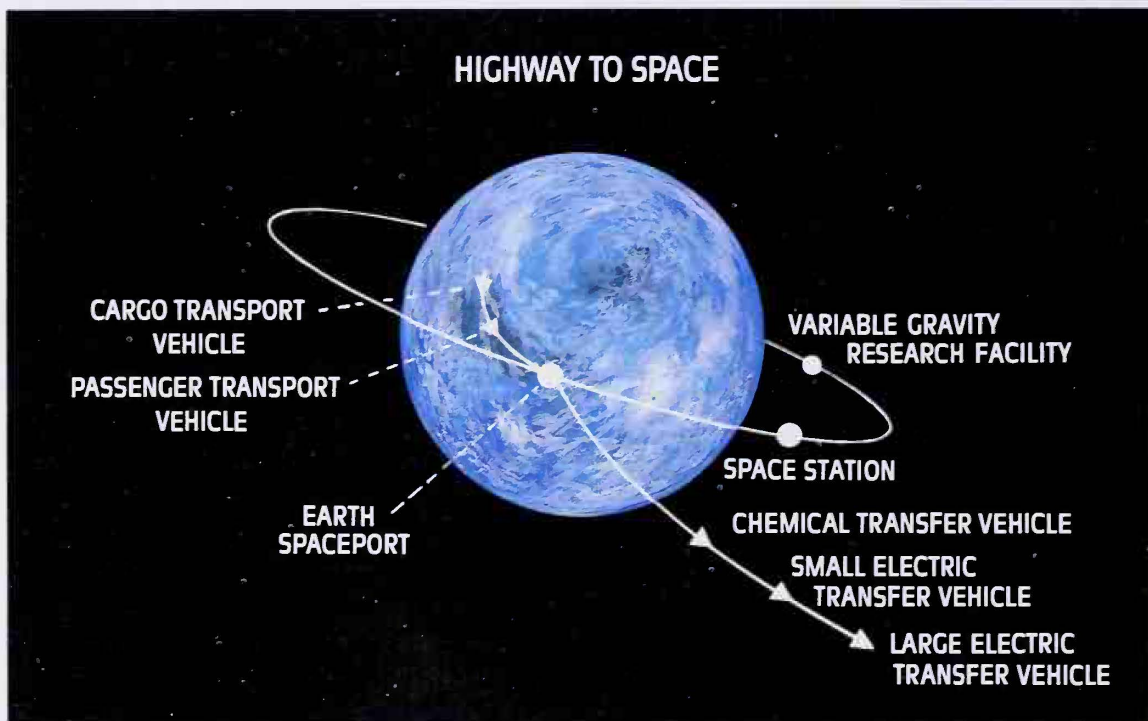 HIGHWAY TO SPACE
CARGO TRANSPORT
VEHICLE
PASSENGER TRANSPORT
VEHICLE
EARTH
SPACEPORT
VARIABLE GRAVITY
RESEARCH FACILITY
SPACE STATION
CHEMICAL TRANSFER VEHICLE
SMALL ELECTRIC
TRANSFER VEHICLE
LARGE ELECTRIC
TRANSFER VEHICLE